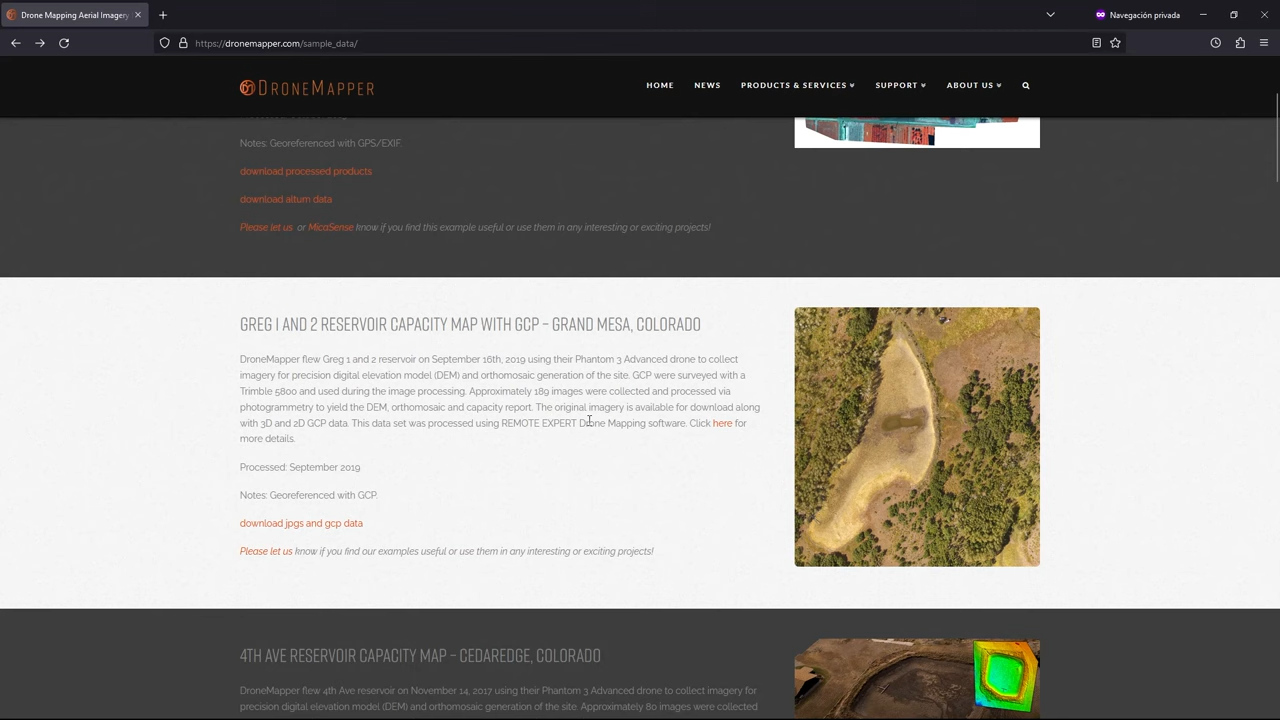 Drone Mapping Aerial Imagery
Navegación privada
https://dronemapper.com/sample_data/
DRONEMAPPER
HOME NEWS PRODUCTS & SERVICES SUPPORT ABOUT US
Notes: Georeferenced with GPS/EXIF.
download processed products
download altum data
Please let us or MicaSense know if you find this example useful or use them in any interesting or exciting projects!
GREG 1 AND 2 RESERVOIR CAPACITY MAP WITH GCP – GRAND MESA, COLORADO
DroneMapper flew Greg 1 and 2 reservoir on September 16th, 2019 using their Phantom 3 Advanced drone to collect
imagery for precision digital elevation model (DEM) and orthomosaic generation of the site. GCP were surveyed with a
Trimble 5800 and used during the image processing. Approximately 189 images were collected and processed via
photogrammetry to yield the DEM, orthomosaic and capacity report. The original imagery is available for download along
with 3D and 2D GCP data. This data set was processed using REMOTE EXPERT Drone Mapping software. Click here for
more details.
Processed: September 2019
Notes: Georeferenced with GCP.
download jpgs and gcp data
Please let us know if you find our examples useful or use them in any interesting or exciting projects!
4TH AVE RESERVOIR CAPACITY MAP – CEDAREDGE, COLORADO
DroneMapper flew 4th Ave reservoir on November 14, 2017 using their Phantom 3 Advanced drone to collect imagery for
precision digital elevation model (DEM) and orthomosaic generation of the site. Approximately 80 images were collected